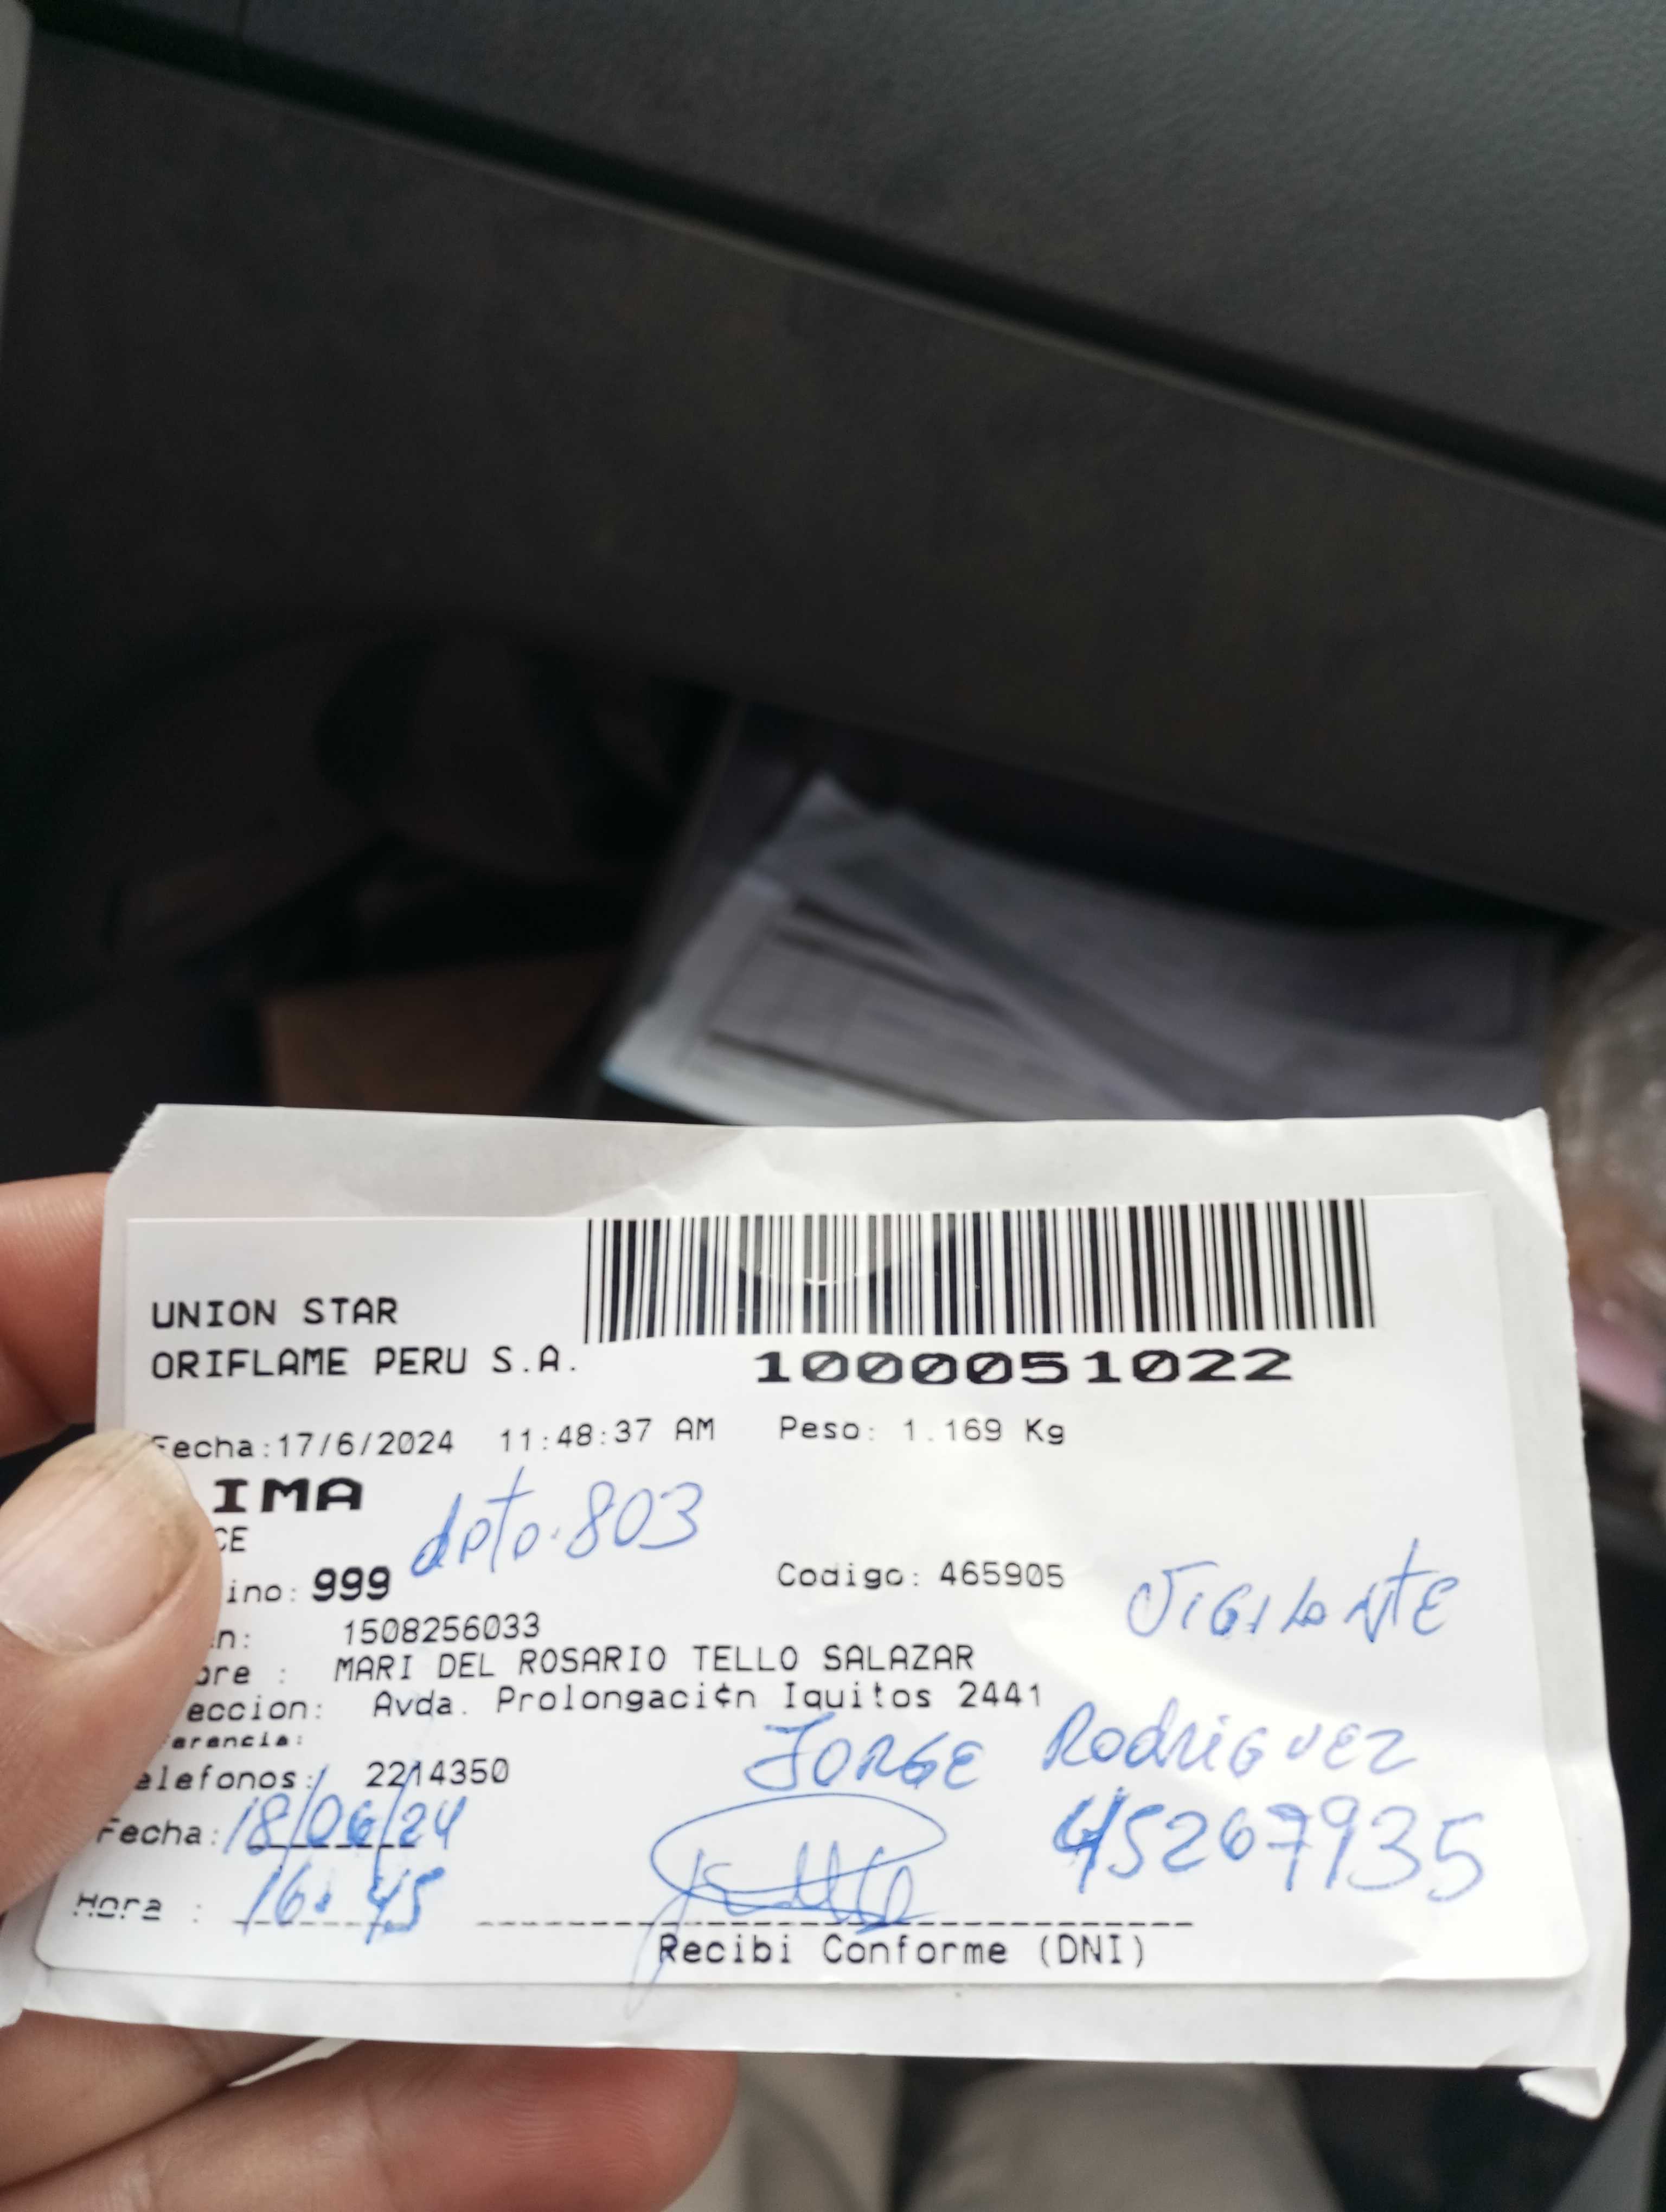 UNION STAR
ORIFLAME PERU S.A.
1000051022
Fecha:17/6/2024 11:48:37 AM Peso: 1.169 Kg
IMA
CE
dpto. 803
ino: 999 Codigo: 465905
VIGILANTE
n: 1508256033
bre : MARI DEL ROSARIO TELLO SALAZAR
eccion: Avda. Prolongaci¢n Iquitos 2441
erencia:
JORGE RodRiGUEZ
elefonos: 2214350
Fecha: 18/06/24
45267935
Hora : 16:45
Recibi Conforme (DNI)